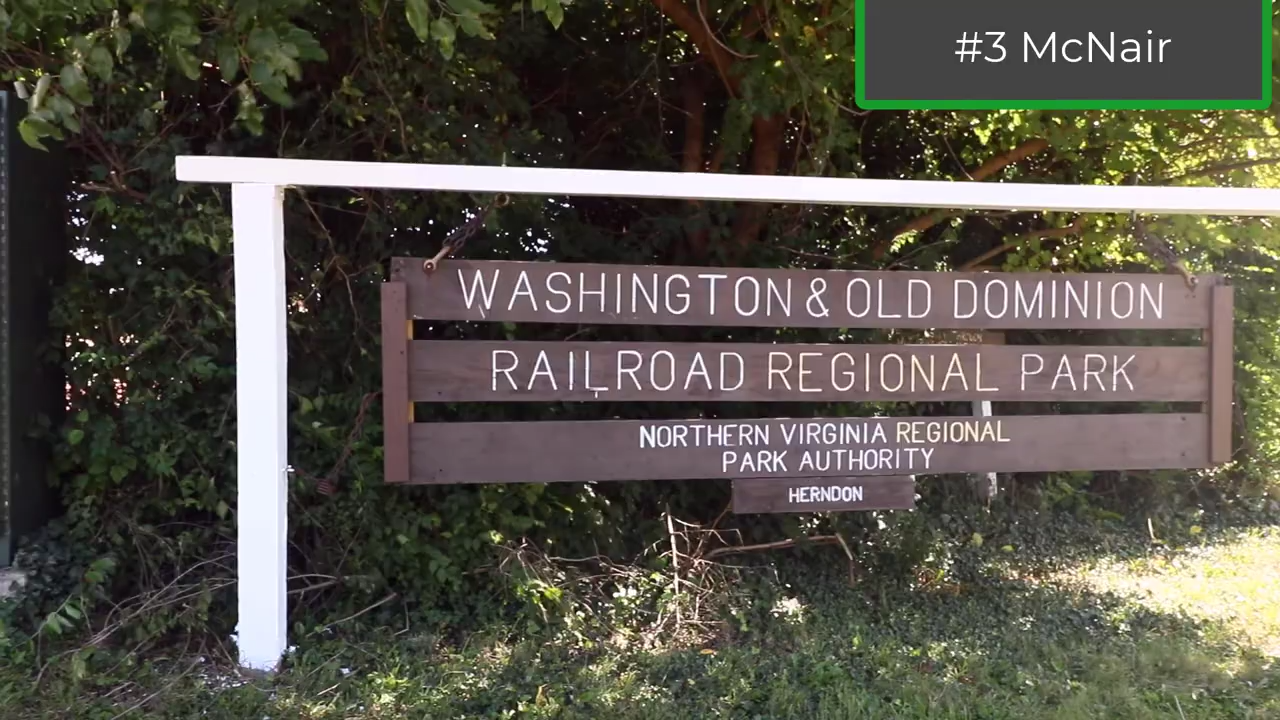 #3 McNair
WASHINGTON & OLD DOMINION
RAILROAD REGIONAL PARK
NORTHERN VIRGINIA REGIONAL
PARK AUTHORITY
HERNDON